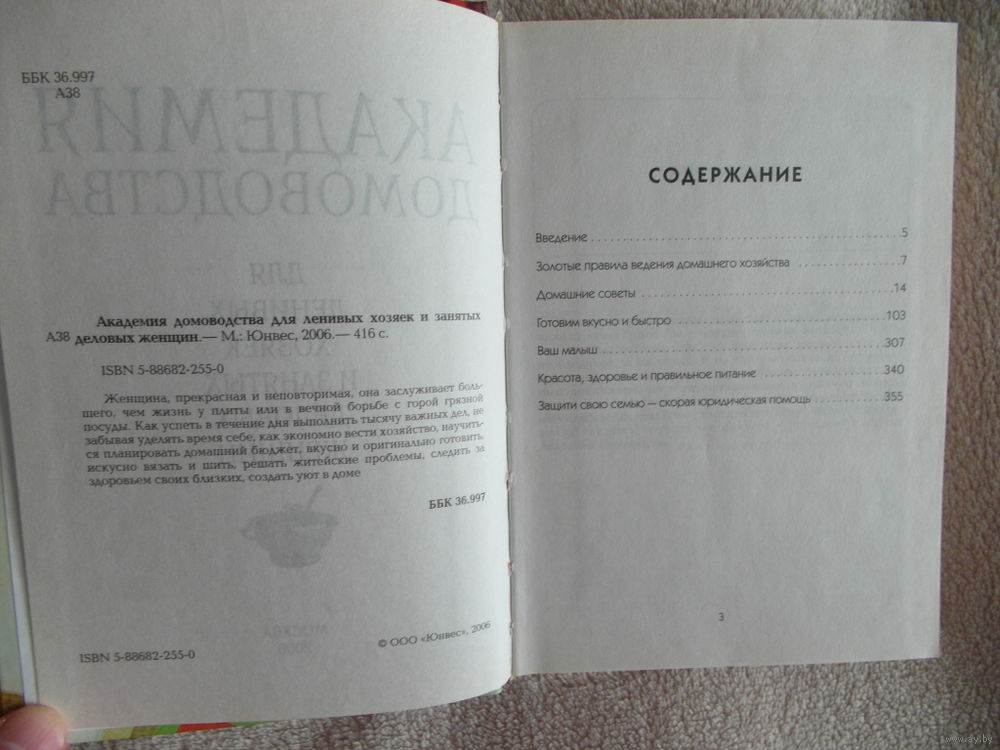 ББК 36.997
А38
Академия домоводства для ленивых хозяек и занятых
А38 деловых женщин.— М.: Юнвес, 2006.— 416 с.
ISBN 5-88682-255-0
Женщина, прекрасная и неповторимая, она заслуживает боль-
шего, чем жизнь у плиты или в вечной борьбе с горой грязной
посуды. Как успеть в течение дня выполнить тысячу важных дел, не
забывая уделять время себе, как экономно вести хозяйство, научить-
ся планировать домашний бюджет, вкусно и оригинально готовить,
искусно вязать и шить, решать житейские проблемы, следить за
здоровьем своих близких, создать уют в доме
ББК 36.997
© ООО «Юнвес», 2006
ISBN 5-88682-255-0
СОДЕРЖАНИЕ
Введение 5
Золотые правила ведения домашнего хозяйства 7
Домашние советы 14
Готовим вкусно и быстро 103
Ваш малыш 307
Красота, здоровье и правильное питание 340
Защити свою семью — скорая юридическая помощь 355
3
www.ay.by